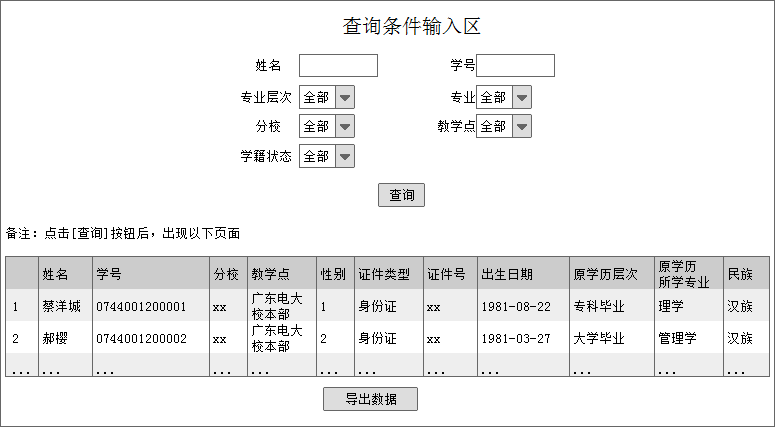 查询条件输入区
姓名 学号
专业层次 全部 专业 全部
分校 全部 教学点 全部
学籍状态 全部
查询
备注：点击[查询]按钮后，出现以下页面
姓名 学号 分校 教学点 性别 证件类型 证件号 出生日期 原学历层次 原学历 所学专业 民族
1 蔡洋城 0744001200001 xx 广东电大 校本部 1 身份证 xx 1981-08-22 专科毕业 理学 汉族
2 郝樱 0744001200002 xx 广东电大 校本部 2 身份证 xx 1981-03-27 大学毕业 管理学 汉族
... ... ... ... ... ... ... ... ... ... ... ...
导出数据